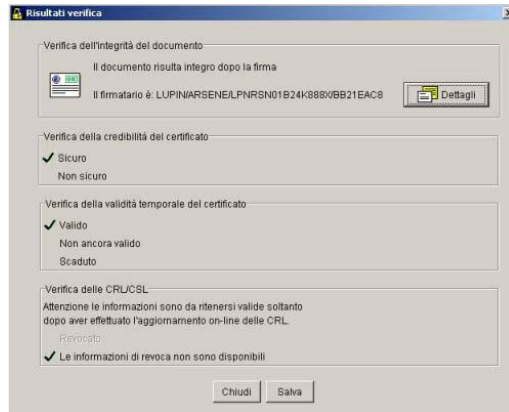 Risultati verifica
Verifica dell'integrità del documento
Il documento risulta integro dopo la firma
Il firmatario è: LUPIN/ARSENE/LPNRSN01B24K888X/BB21EAC8
Dettagli
Verifica della credibilità del certificato
Sicuro
Non sicuro
Verifica della validità temporale del certificato
Valido
Non ancora valido
Scaduto
Verifica delle CRL/CSL
Attenzione le informazioni sono da ritenersi valide soltanto
dopo aver effettuato l'aggiornamento on-line delle CRL.
Revocato
Le informazioni di revoca non sono disponibili
Chiudi Salva